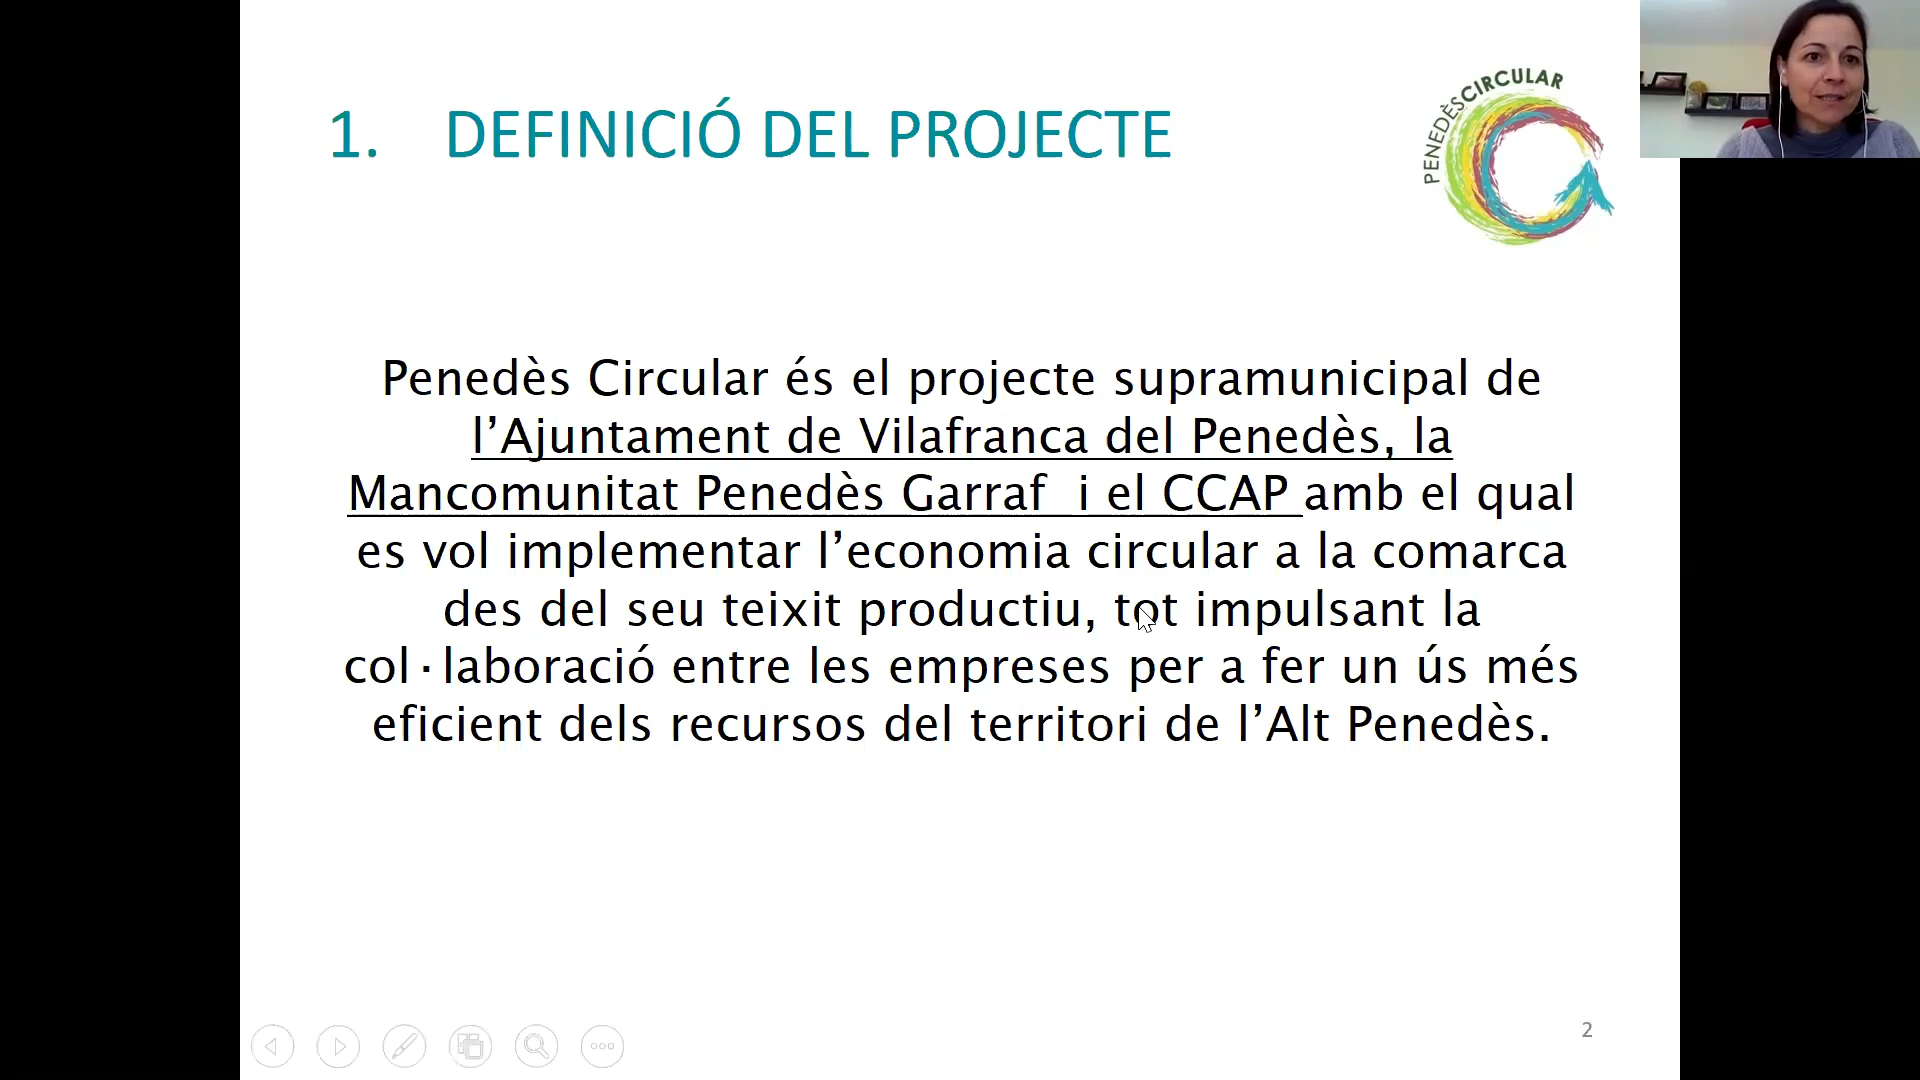 1. DEFINICIÓ DEL PROJECTE
PENEDÈSCIRCULAR
Penedès Circular és el projecte supramunicipal de
l’Ajuntament de Vilafranca del Penedès, la
Mancomunitat Penedès Garraf i el CCAP amb el qual
es vol implementar l’economia circular a la comarca
des del seu teixit productiu, tot impulsant la
col·laboració entre les empreses per a fer un ús més
eficient dels recursos del territori de l’Alt Penedès.
2